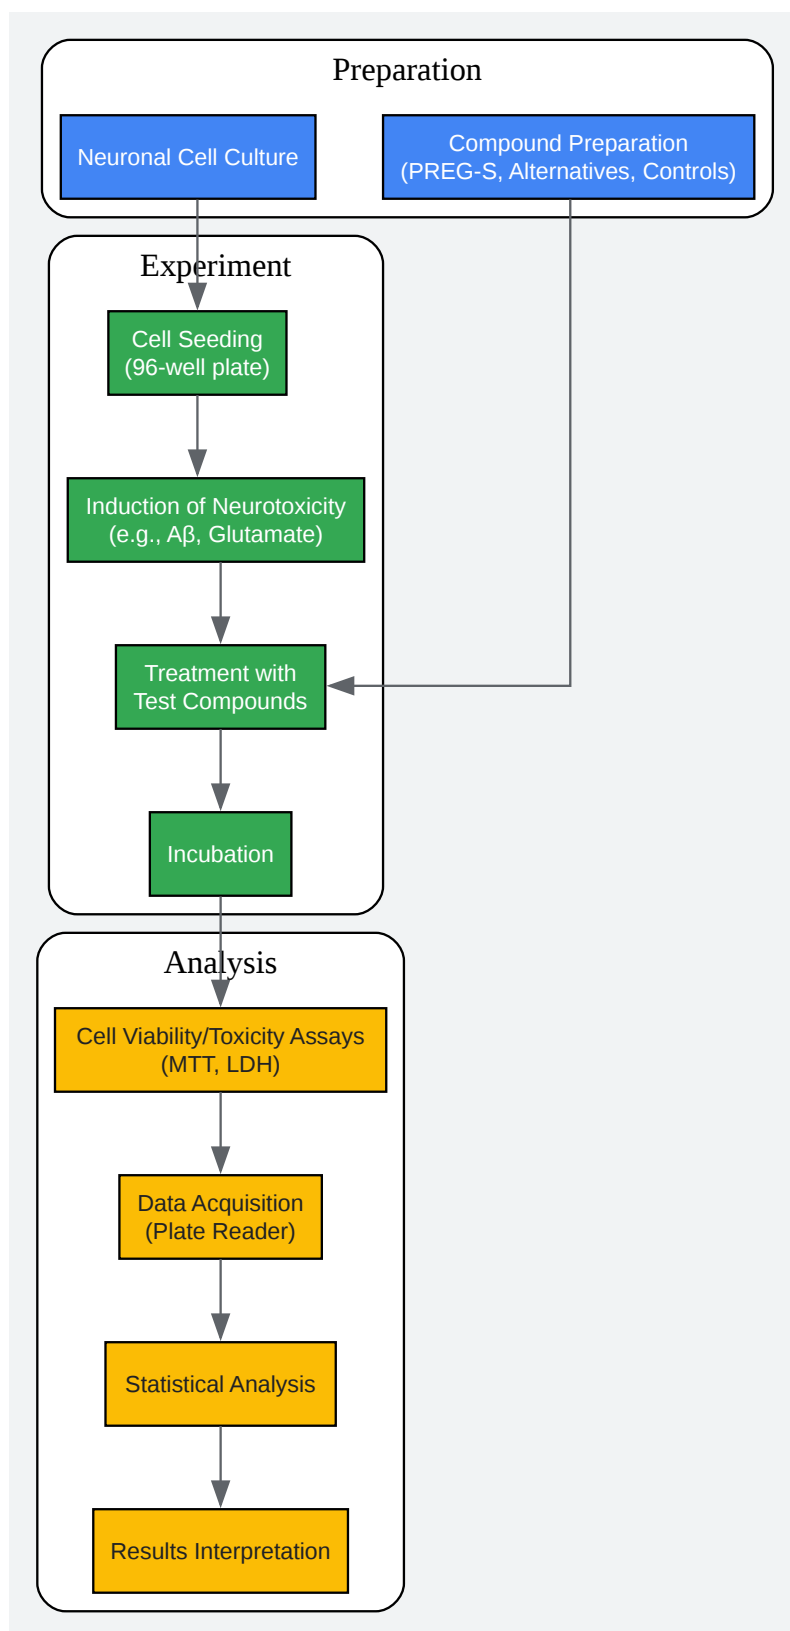 Preparation
Neuronal Cell Culture
Compound Preparation
(PREG-S, Alternatives, Controls)
Experiment
Cell Seeding
(96-well plate)
Induction of Neurotoxicity
(e.g., Aβ, Glutamate)
Treatment with
Test Compounds
Incubation
Analysis
Cell Viability/Toxicity Assays
(MTT, LDH)
Data Acquisition
(Plate Reader)
Statistical Analysis
Results Interpretation